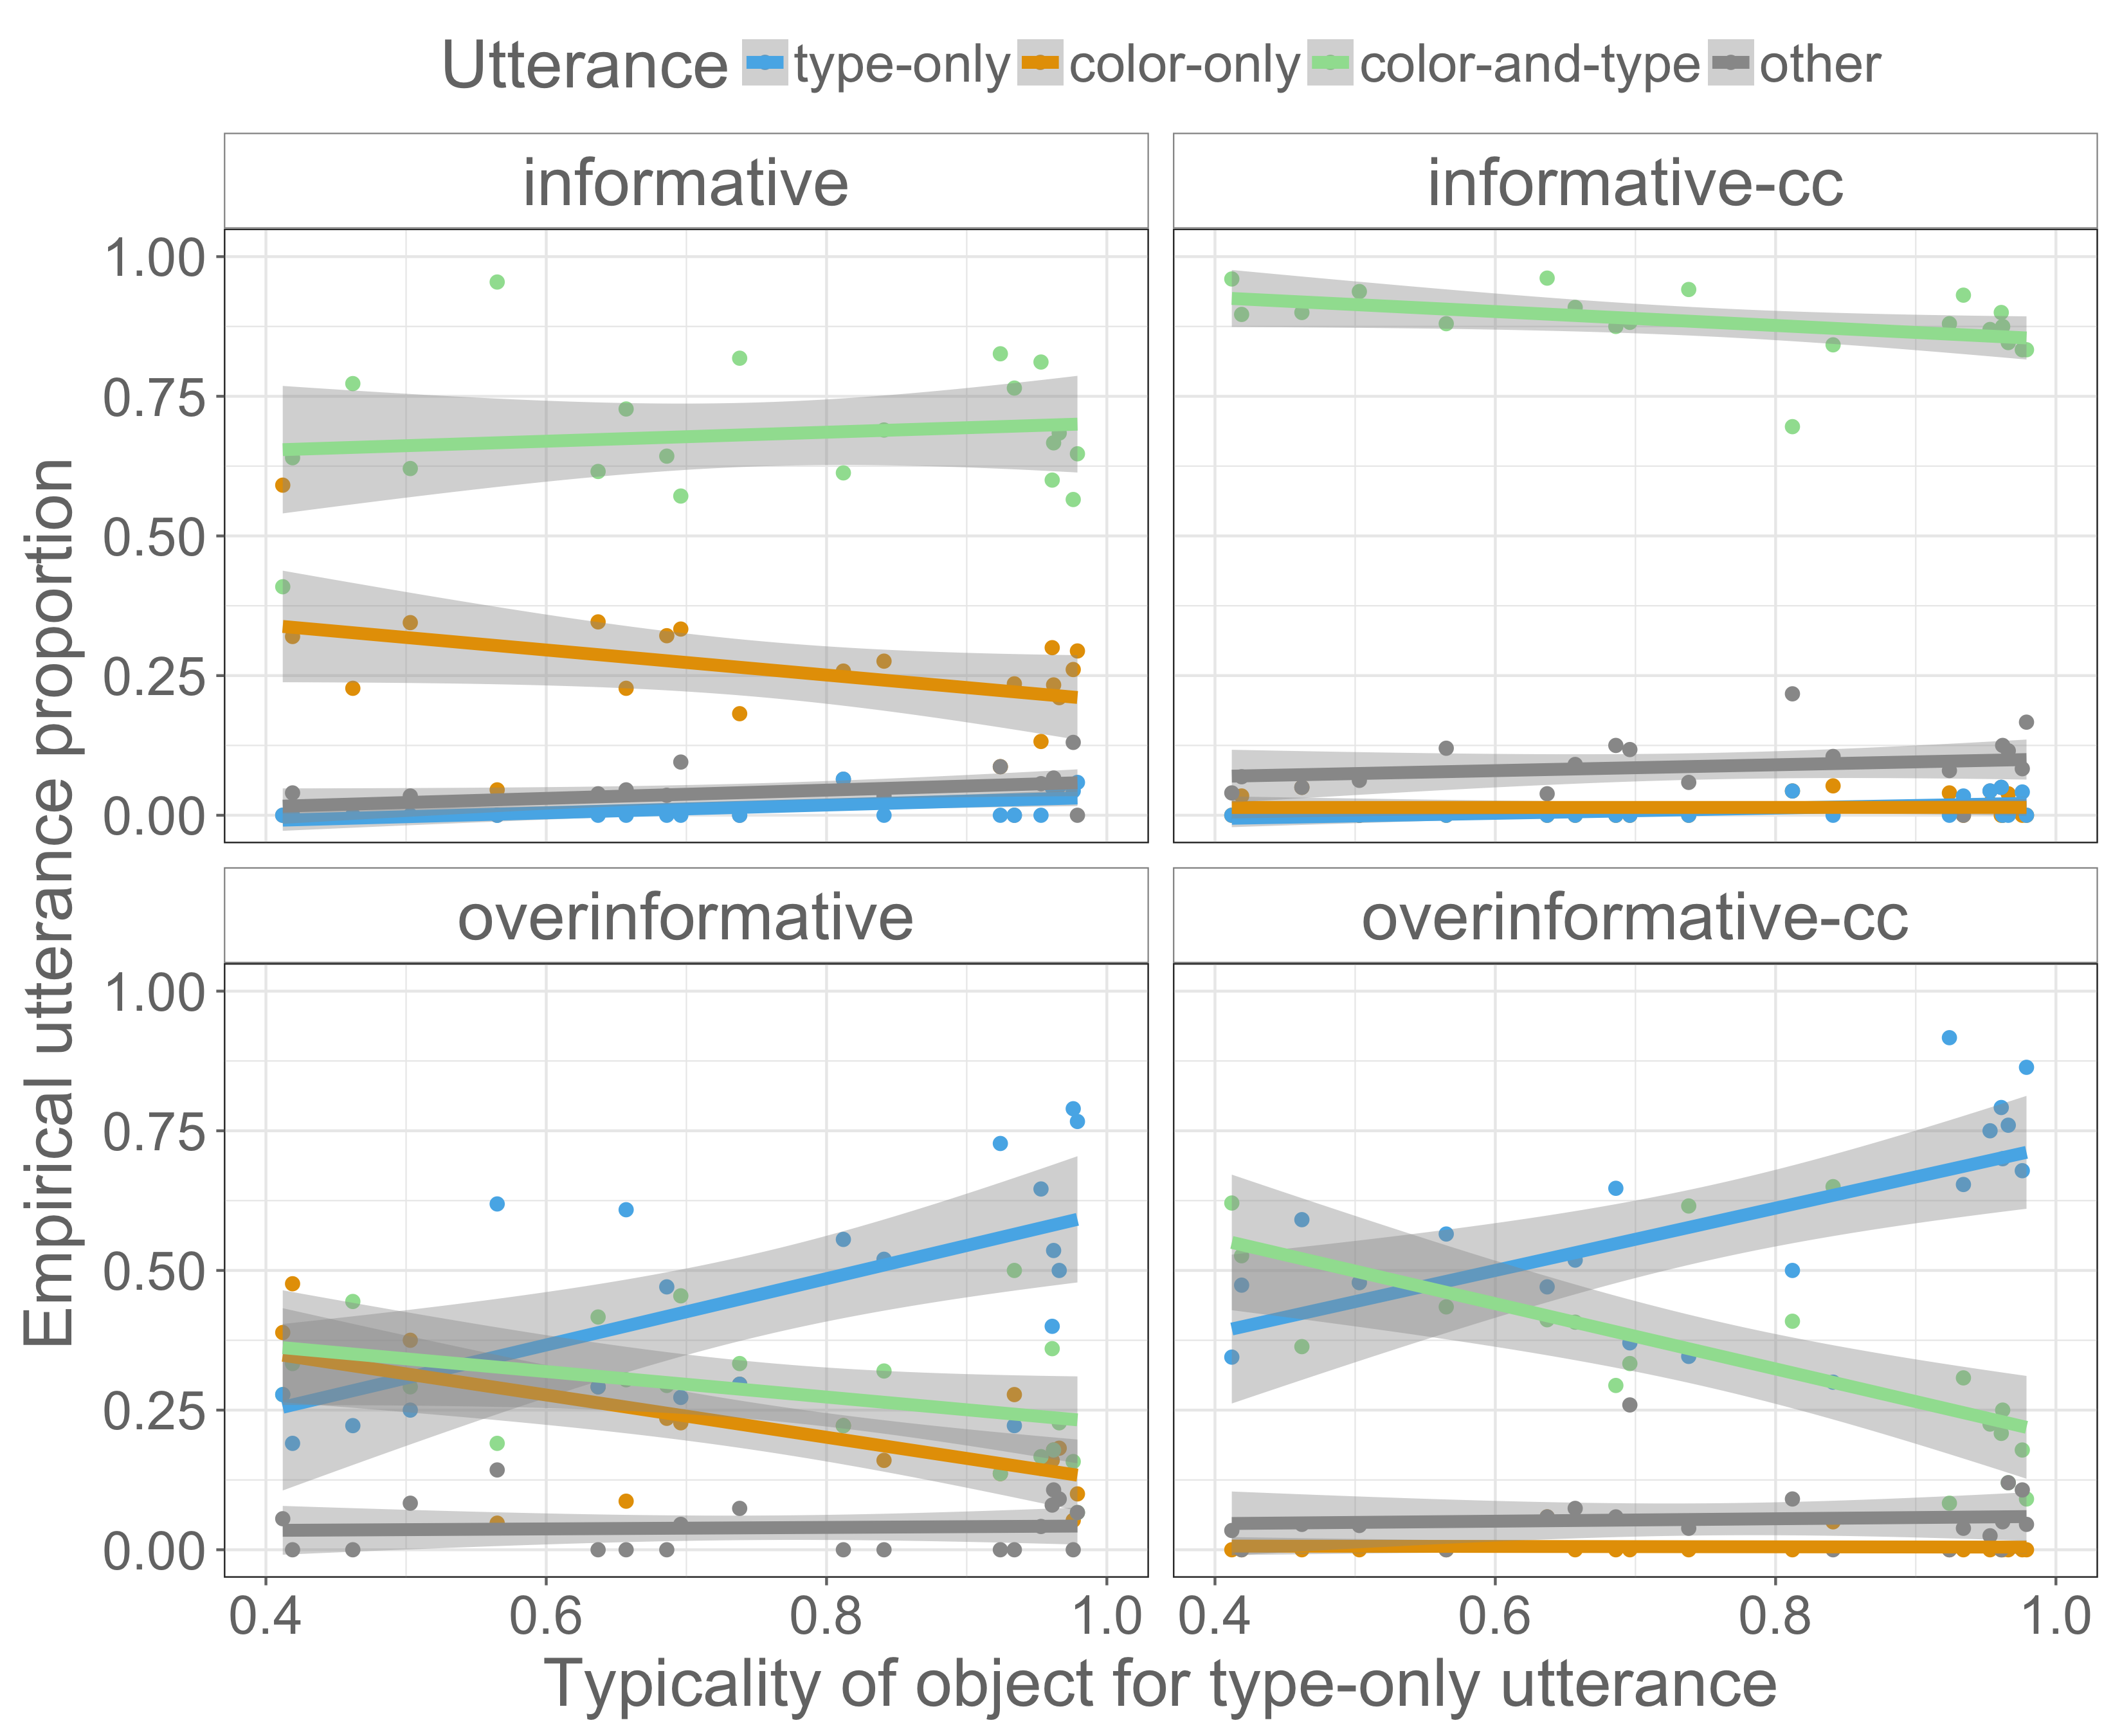 Utterance type-only color-only color-and-type other
informative informative-cc
1.00
0.75
0.50
0.25
0.00
overinformative overinformative-cc
1.00
0.75
0.50
0.25
0.00
0.4 0.6 0.8 1.0 0.4 0.6 0.8 1.0
Typicality of object for type-only utterance
Empirical utterance proportion